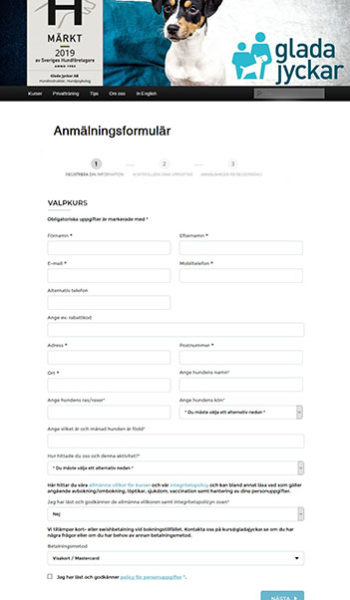 H
MÄRKT
2019
av Sveriges Hundföretagare
Glada Jyckar AB
glada
jyckar
Kurser Privatträning Tips Om oss In English
Anmälningsformulär
1 2 3
REGISTRERA DIN INFORMATION KONTROLLERA DINA UPPGIFTER
VALPKURS
Obligatoriska uppgifter är markerade med *
Förnamn * Efternamn *
E-mail * Mobiltelefon *
Alternativ telefon
Ange ev. rabattkod
Adress * Postnummer *
Ort * Ange hundens namn*
Ange hundens ras/raser* Ange hundens kön*
* Du måste välja ett alternativ nedan *
Ange vilket år och månad hunden är född*
Hur hittade du oss och denna aktivitet?*
* Du måste välja ett alternativ nedan *
Här hittar du våra allmänna villkor för kurser och vår integritetspolicy och kan bland annat läsa vad som gäller
angående avbokning/ombokning, löptikar, sjukdom, vaccination samt hantering av dina personuppgifter.
Jag har läst och godkänner de allmänna villkoren samt integritetspolicyn ovan*
Nej
Vi tillämpar kort- eller swishbetalning vid bokningstillfället. Kontakta oss på kurs@gladajyckar.se om du har
några frågor eller om du har behov av annan betalningsmetod.
Betalningsmetod
Visakort / Mastercard
Jag har läst och godkänner policy för personuppgifter *.
NÄSTA